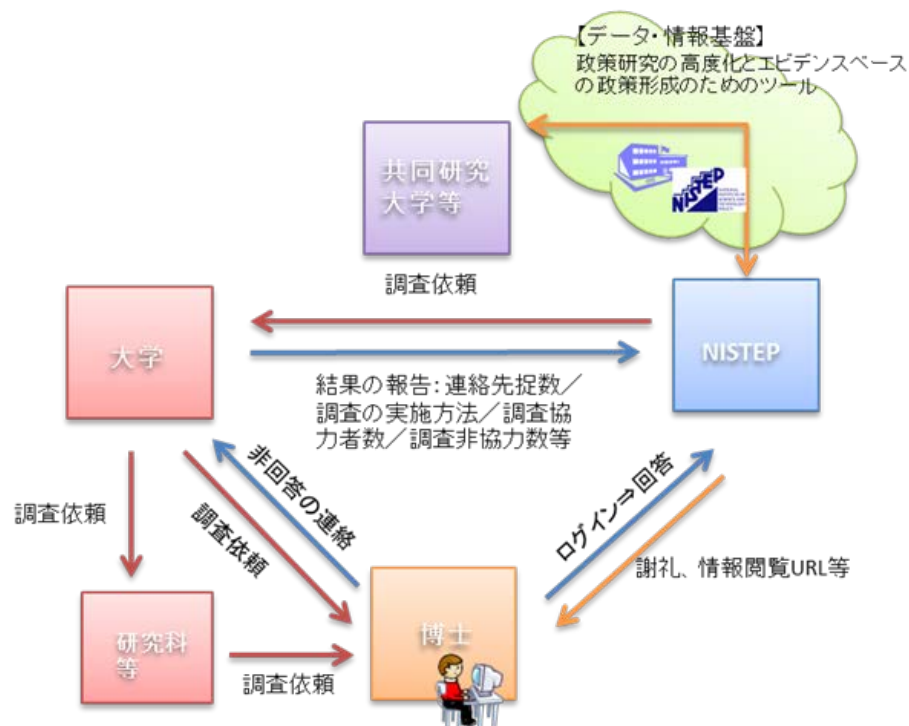 【データ・情報基盤】
政策研究の高度化とエビデンスベース
の政策形成のためのツール
共同研究
大学等
NISTEP
調査依頼
大学
NISTEP
結果の報告：連絡先捉数／
調査の実施方法／調査協
力者数／調査非協力数等
非回答の連絡
調査依頼
ログイン⇒回答
調査依頼
謝礼、情報閲覧URL等
博士
研究科
等
調査依頼